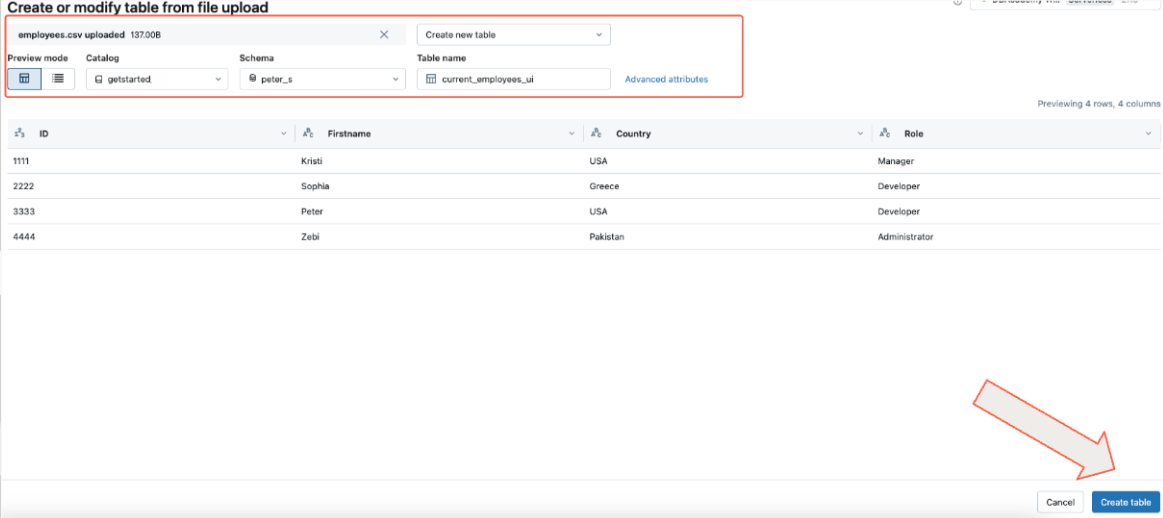 Create or modify table from file upload
employees.csv uploaded 137.00B
Create new table
Preview mode Catalog Schema Table name
getstarted peter_s current_employees_ui Advanced attributes
Previewing 4 rows, 4 columns
ID Firstname Country Role
1111 Kristi USA Manager
2222 Sophia Greece Developer
3333 Peter USA Developer
4444 Zebi Pakistan Administrator
Cancel Create table